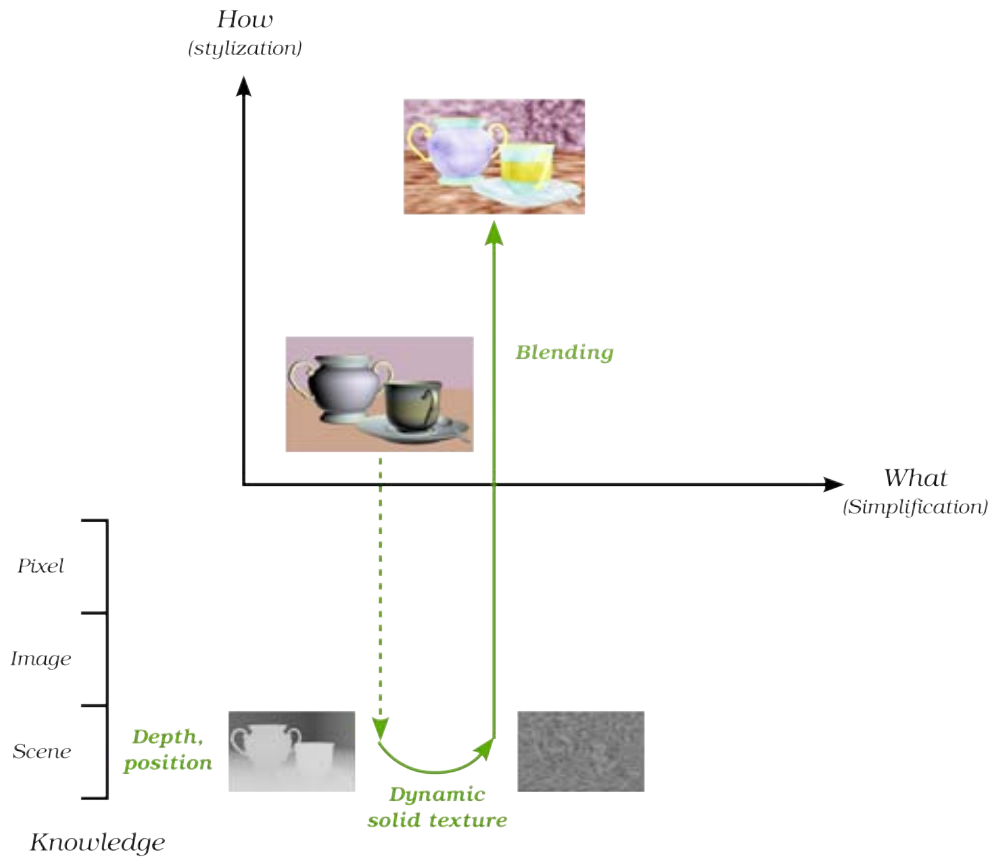 How
(stylization)
Blending
What
(Simplification)
Pixel
Image
Scene
Depth,
position
Dynamic
solid texture
Knowledge